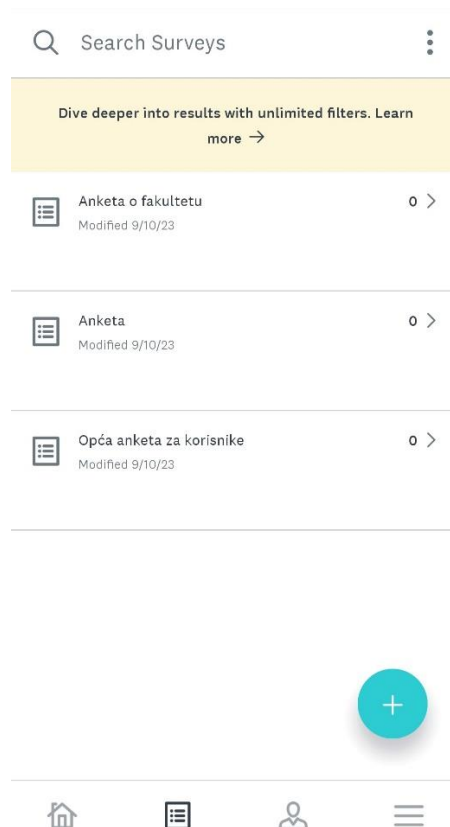 Search Surveys
Dive deeper into results with unlimited filters. Learn
more →
Anketa o fakultetu
0
Modified 9/10/23
Anketa
0
Modified 9/10/23
Opća anketa za korisnike
0
Modified 9/10/23